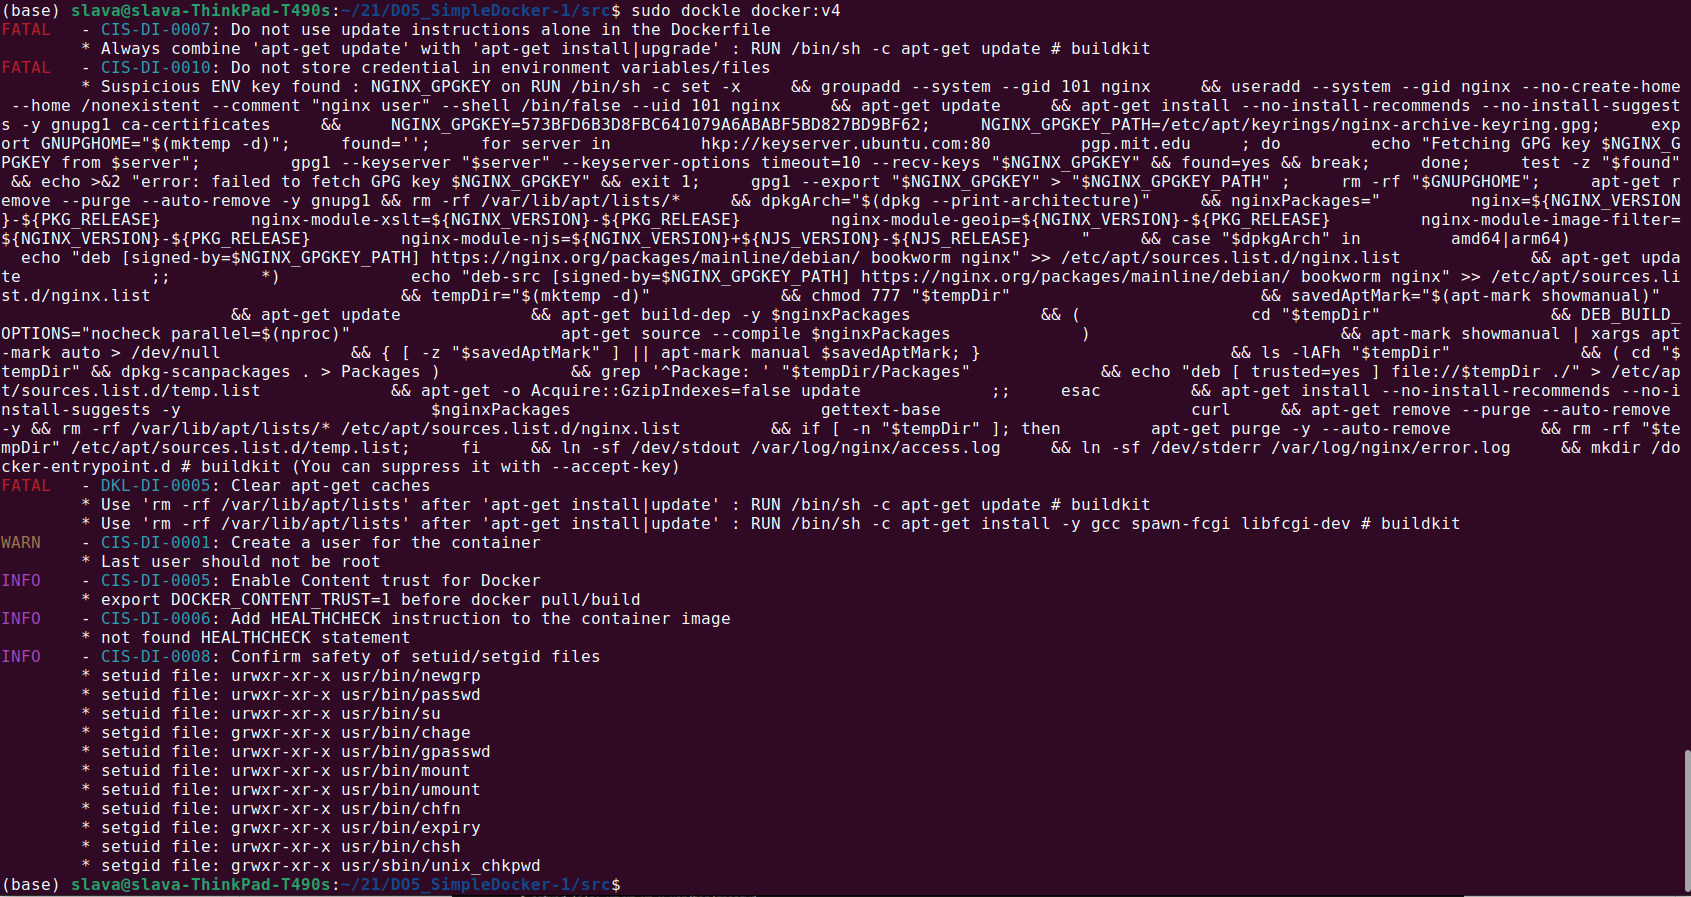 (base) slava@slava-ThinkPad-T490s:~/21/DO5_SimpleDocker-1/src$ sudo dockle docker:v4
FATAL   - CIS-DI-0007: Do not use update instructions alone in the Dockerfile
        * Always combine 'apt-get update' with 'apt-get install|upgrade' : RUN /bin/sh -c apt-get update # buildkit
FATAL   - CIS-DI-0010: Do not store credential in environment variables/files
        * Suspicious ENV key found : NGINX_GPGKEY on RUN /bin/sh -c set -x     && groupadd --system --gid 101 nginx     && useradd --system --gid nginx --no-create-home
 --home /nonexistent --comment "nginx user" --shell /bin/false --uid 101 nginx     && apt-get update     && apt-get install --no-install-recommends --no-install-suggest
s -y gnupg1 ca-certificates     &&     NGINX_GPGKEY=573BFD6B3D8FBC641079A6ABABF5BD827BD9BF62;     NGINX_GPGKEY_PATH=/etc/apt/keyrings/nginx-archive-keyring.gpg;     exp
ort GNUPGHOME="$(mktemp -d)";     found='';     for server in         hkp://keyserver.ubuntu.com:80         pgp.mit.edu     ; do         echo "Fetching GPG key $NGINX_G
PGKEY from $server";         gpg1 --keyserver "$server" --keyserver-options timeout=10 --recv-keys "$NGINX_GPGKEY" && found=yes && break;     done;     test -z "$found"
 && echo >&2 "error: failed to fetch GPG key $NGINX_GPGKEY" && exit 1;     gpg1 --export "$NGINX_GPGKEY" > "$NGINX_GPGKEY_PATH" ;     rm -rf "$GNUPGHOME";     apt-get r
emove --purge --auto-remove -y gnupg1 && rm -rf /var/lib/apt/lists/*     && dpkgArch="$(dpkg --print-architecture)"     && nginxPackages="         nginx=${NGINX_VERSION
}-${PKG_RELEASE}         nginx-module-xslt=${NGINX_VERSION}-${PKG_RELEASE}         nginx-module-geoip=${NGINX_VERSION}-${PKG_RELEASE}         nginx-module-image-filter=
${NGINX_VERSION}-${PKG_RELEASE}         nginx-module-njs=${NGINX_VERSION}+${NJS_VERSION}-${NJS_RELEASE}     "     && case "$dpkgArch" in         amd64|arm64)
  echo "deb [signed-by=$NGINX_GPGKEY_PATH] https://nginx.org/packages/mainline/debian/ bookworm nginx" >> /etc/apt/sources.list.d/nginx.list             && apt-get upda
te             ;;         *)             echo "deb-src [signed-by=$NGINX_GPGKEY_PATH] https://nginx.org/packages/mainline/debian/ bookworm nginx" >> /etc/apt/sources.li
st.d/nginx.list                         && tempDir="$(mktemp -d)"             && chmod 777 "$tempDir"                         && savedAptMark="$(apt-mark showmanual)"
                       && apt-get update             && apt-get build-dep -y $nginxPackages             && (                 cd "$tempDir"                 && DEB_BUILD_
OPTIONS="nocheck parallel=$(nproc)"                     apt-get source --compile $nginxPackages             )                         && apt-mark showmanual | xargs apt
-mark auto > /dev/null             && { [ -z "$savedAptMark" ] || apt-mark manual $savedAptMark; }                         && ls -lAFh "$tempDir"             && ( cd "$
tempDir" && dpkg-scanpackages . > Packages )             && grep '^Package: ' "$tempDir/Packages"             && echo "deb [ trusted=yes ] file://$tempDir ./" > /etc/ap
t/sources.list.d/temp.list             && apt-get -o Acquire::GzipIndexes=false update             ;;     esac         && apt-get install --no-install-recommends --no-i
nstall-suggests -y                         $nginxPackages                         gettext-base                         curl     && apt-get remove --purge --auto-remove
-y && rm -rf /var/lib/apt/lists/* /etc/apt/sources.list.d/nginx.list         && if [ -n "$tempDir" ]; then         apt-get purge -y --auto-remove         && rm -rf "$te
mpDir" /etc/apt/sources.list.d/temp.list;     fi     && ln -sf /dev/stdout /var/log/nginx/access.log     && ln -sf /dev/stderr /var/log/nginx/error.log     && mkdir /do
cker-entrypoint.d # buildkit (You can suppress it with --accept-key)
FATAL   - DKL-DI-0005: Clear apt-get caches
        * Use 'rm -rf /var/lib/apt/lists' after 'apt-get install|update' : RUN /bin/sh -c apt-get update # buildkit
        * Use 'rm -rf /var/lib/apt/lists' after 'apt-get install|update' : RUN /bin/sh -c apt-get install -y gcc spawn-fcgi libfcgi-dev # buildkit
WARN    - CIS-DI-0001: Create a user for the container
        * Last user should not be root
INFO    - CIS-DI-0005: Enable Content trust for Docker
        * export DOCKER_CONTENT_TRUST=1 before docker pull/build
INFO    - CIS-DI-0006: Add HEALTHCHECK instruction to the container image
        * not found HEALTHCHECK statement
INFO    - CIS-DI-0008: Confirm safety of setuid/setgid files
        * setuid file: urwxr-xr-x usr/bin/newgrp
        * setuid file: urwxr-xr-x usr/bin/passwd
        * setuid file: urwxr-xr-x usr/bin/su
        * setgid file: grwxr-xr-x usr/bin/chage
        * setuid file: urwxr-xr-x usr/bin/gpasswd
        * setuid file: urwxr-xr-x usr/bin/mount
        * setuid file: urwxr-xr-x usr/bin/umount
        * setuid file: urwxr-xr-x usr/bin/chfn
        * setgid file: grwxr-xr-x usr/bin/expiry
        * setuid file: urwxr-xr-x usr/bin/chsh
        * setgid file: grwxr-xr-x usr/sbin/unix_chkpwd
(base) slava@slava-ThinkPad-T490s:~/21/DO5_SimpleDocker-1/src$